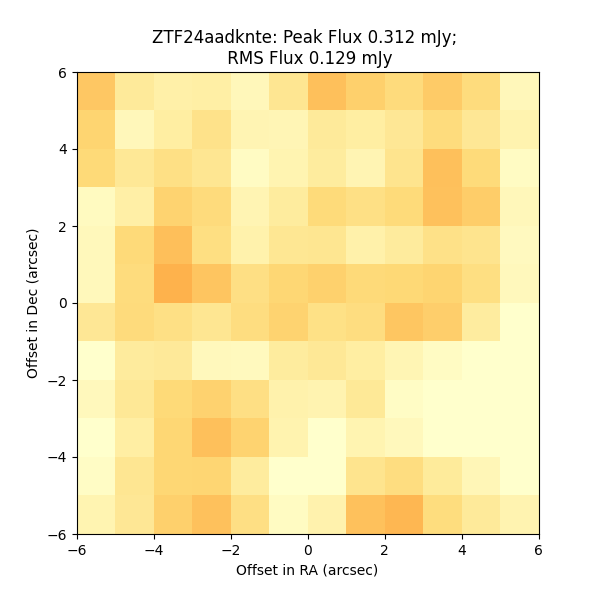 ZTF24aadknte: Peak Flux 0.312 mJy;
RMS Flux 0.129 mJy
6
4
2
0
−2
−4
−6
−6 −4 −2 0 2 4 6
Offset in Dec (arcsec)
Offset in RA (arcsec)